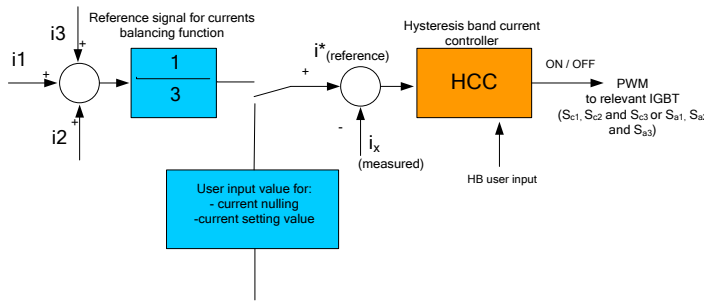 Reference signal for currents
balancing function
i3
+
i1
+
i2
+
1
3
Hysteresis band current
controller
i*(reference)
+
-
ix
(measured)
HCC
ON / OFF
PWM
to relevant IGBT
(Sc1, Sc2 and Sc3 or Sa1, Sa2
and Sa3)
HB user input
User input value for:
- current nulling
-current setting value